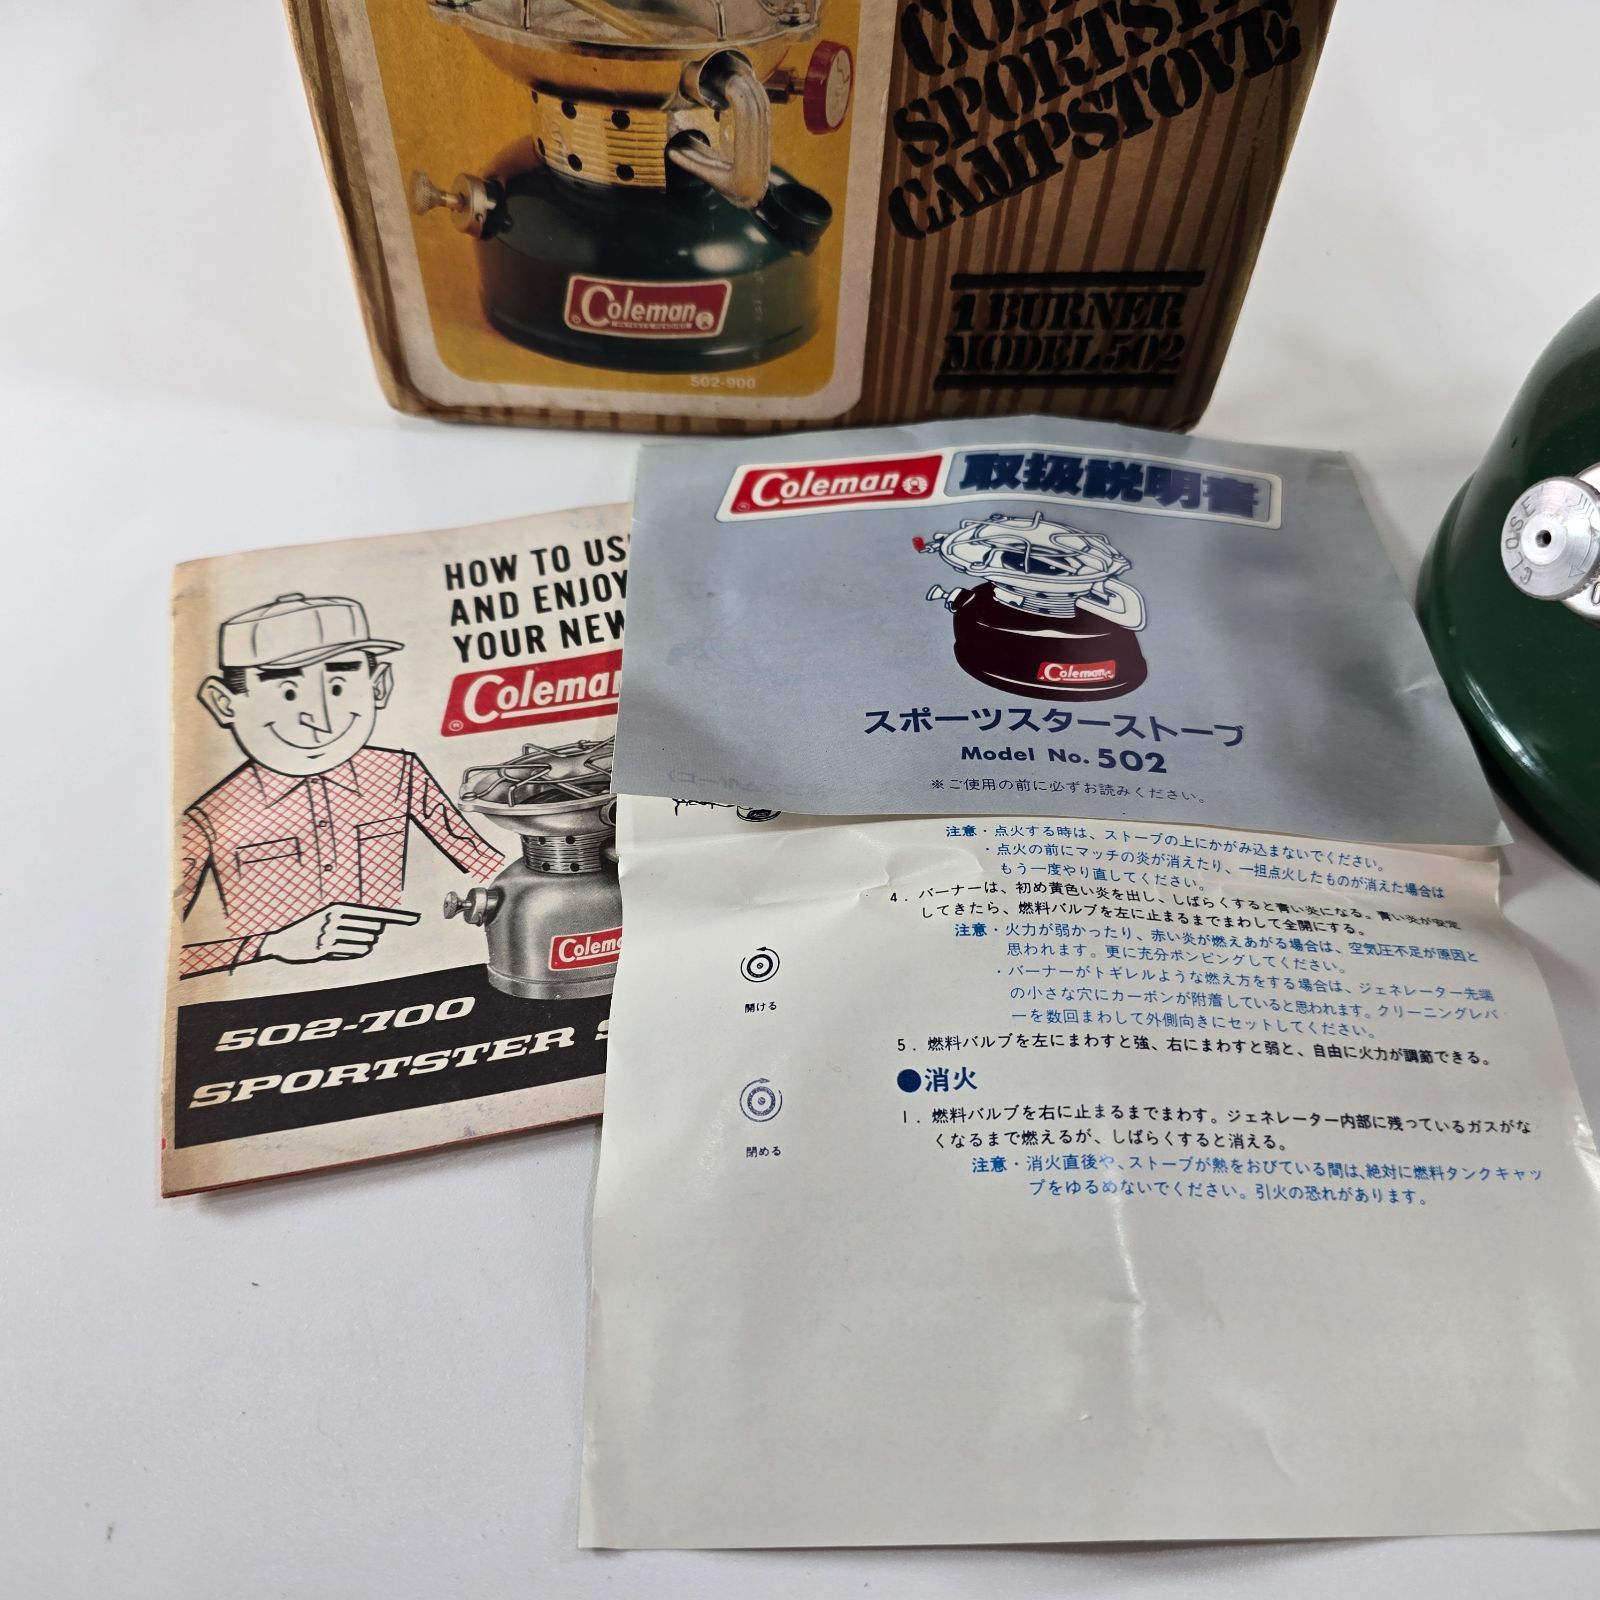 SPORTSTER
CAMPSTOVE
1 BURNER
MODEL 502
Coleman
PATENTS PENDING
502-900
CLOSE
Coleman 取扱説明書
Coleman
スポーツスターストーブ
Model No. 502
※ご使用の前に必ずお読みください。
HOW TO US
AND ENJOY
YOUR NEW
Coleman
Colem
502-700
SPORTSTER S
注意・点火する時は、ストーブの上にかがみ込まないでください。
・点火の前にマッチの炎が消えたり、一担点火したものが消えた場合は
もう一度やり直してください。
4．バーナーは、初め黄色い炎を出し、しばらくすると青い炎になる。青い炎が安定
してきたら、燃料バルブを左に止まるまでまわして全開にする。
注意・火力が弱かったり、赤い炎が燃えあがる場合は、空気圧不足が原因と
思われます。更に充分ポンピングしてください。
・バーナーがトギレルような燃え方をする場合は、ジェネレーター先端
の小さな穴にカーボンが附着していると思われます。クリーニングレバ
ーを数回まわして外側向きにセットしてください。
5．燃料バルブを左にまわすと強、右にまわすと弱と、自由に火力が調節できる。
●消火
1．燃料バルブを右に止まるまでまわす。ジェネレーター内部に残っているガスがな
くなるまで燃えるが、しばらくすると消える。
注意・消火直後や、ストーブが熱をおびている間は、絶対に燃料タンクキャッ
プをゆるめないでください。引火の恐れがあります。
開ける
閉める